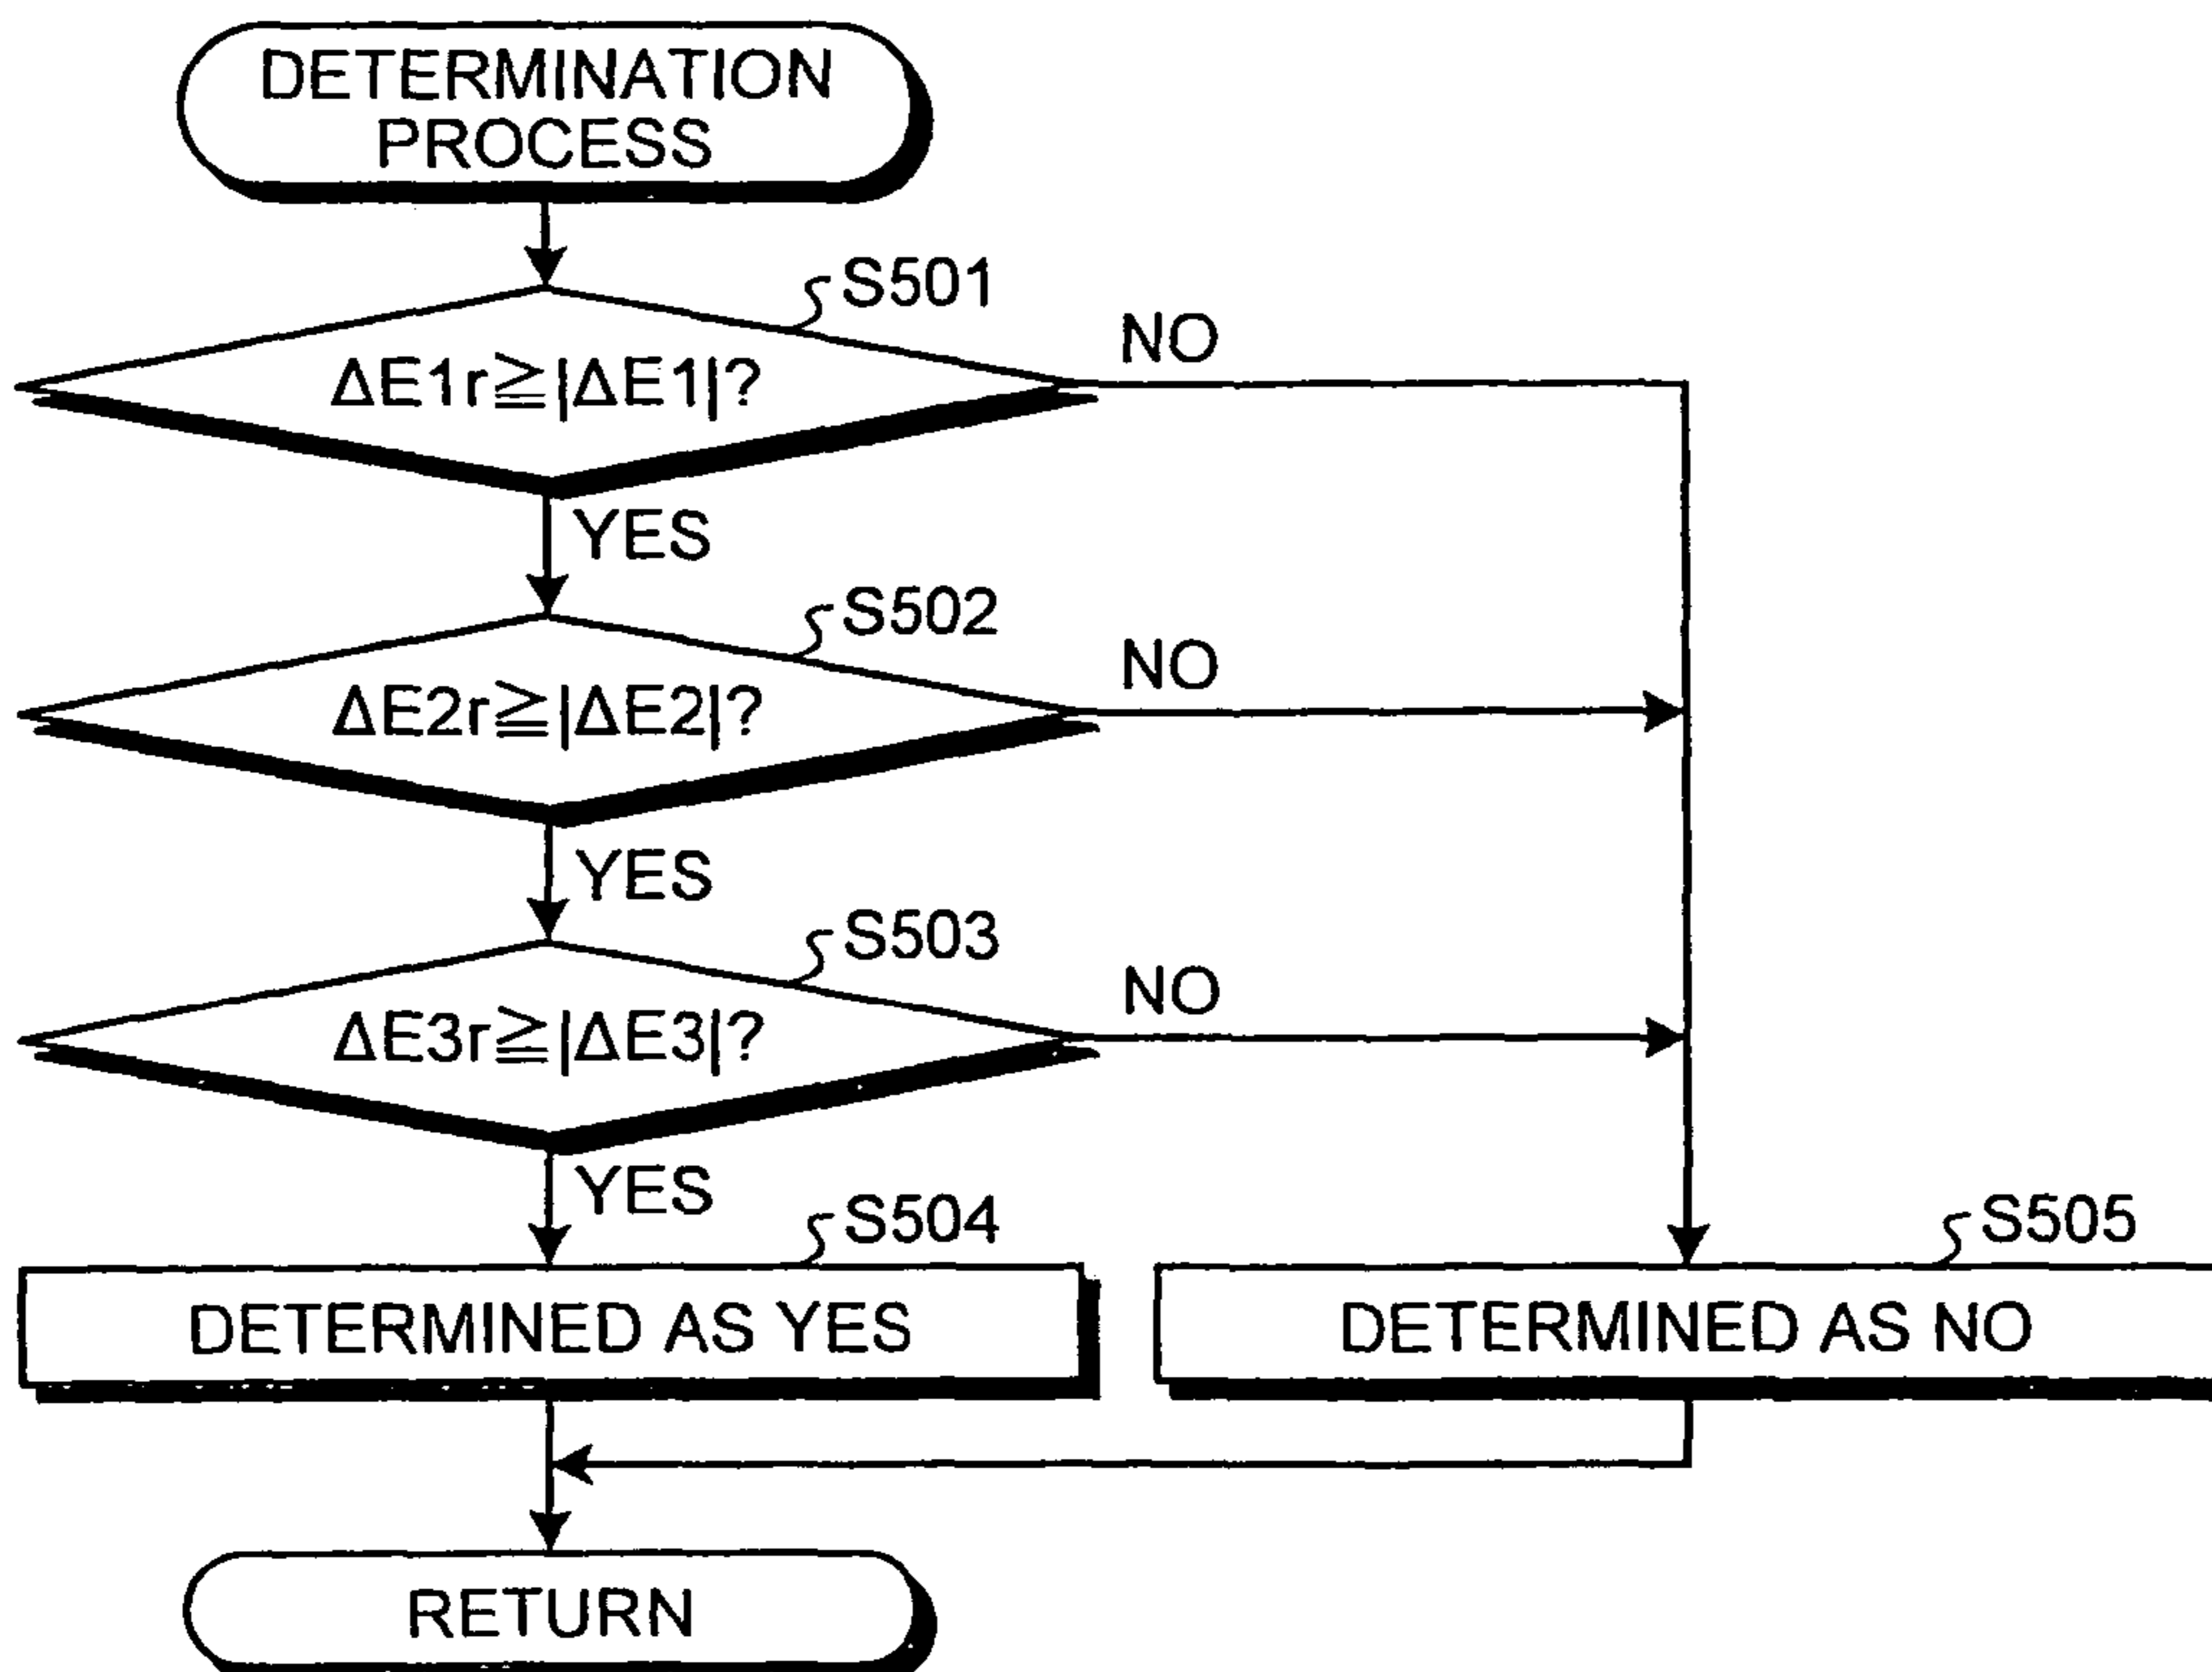 DETERMINATION
PROCESS
S501
ΔE1r≧|ΔE1|?
NO
YES
S502
ΔE2r≧|ΔE2|?
NO
YES
S503
ΔE3r≧|ΔE3|?
NO
YES
S504
DETERMINED AS YES
S505
DETERMINED AS NO
RETURN